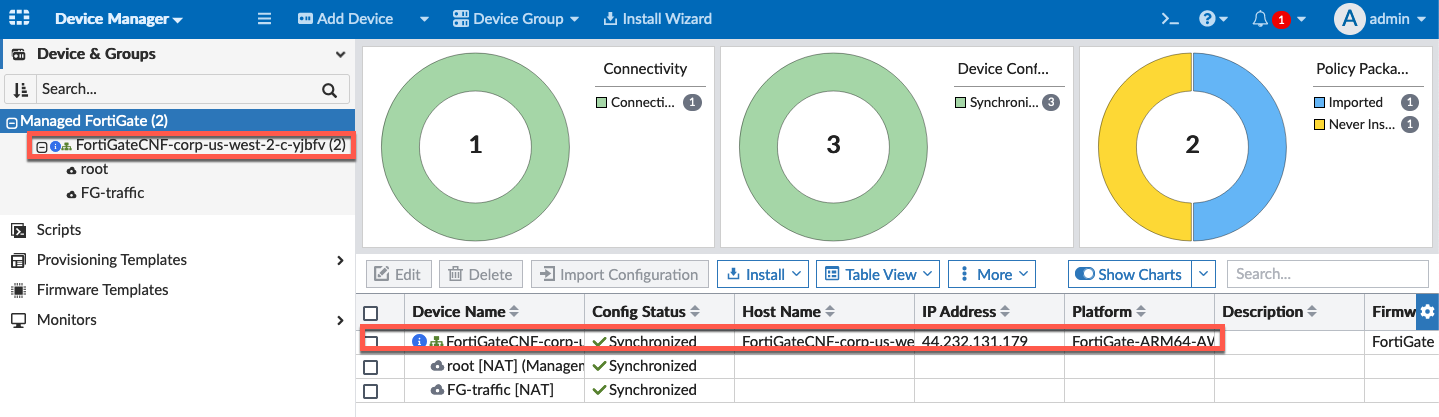 Device Manager Add Device Device Group Install Wizard 1 A admin
Device & Groups
Search...
Managed FortiGate (2)
FortiGateCNF-corp-us-west-2-c-yjbfv (2)
root
FG-traffic
Scripts
Provisioning Templates
Firmware Templates
Monitors
Connectivity
Connecti... 1
1
Device Conf...
Synchroni... 3
3
Policy Packa...
Imported 1
Never Ins... 1
2
Edit Delete Import Configuration Install Table View More Show Charts Search...
Device Name Config Status Host Name IP Address Platform Description Firmw
FortiGateCNF-corp-u Synchronized FortiGateCNF-corp-us-we 44.232.131.179 FortiGate-ARM64-AW FortiGate
root [NAT] (Managem Synchronized
FG-traffic [NAT] Synchronized